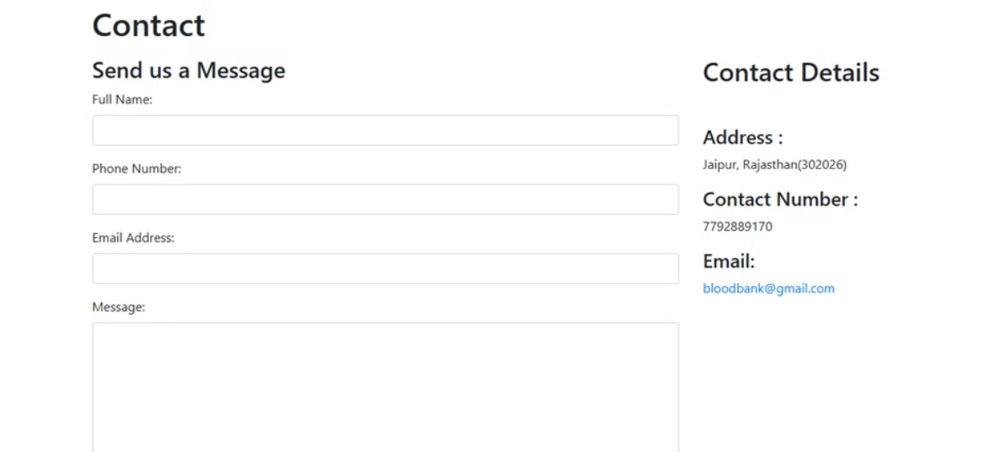 Contact
Send us a Message
Full Name:
Phone Number:
Email Address:
Message:
Contact Details
Address :
Jaipur, Rajasthan(302026)
Contact Number :
7792889170
Email:
bloodbank@gmail.com